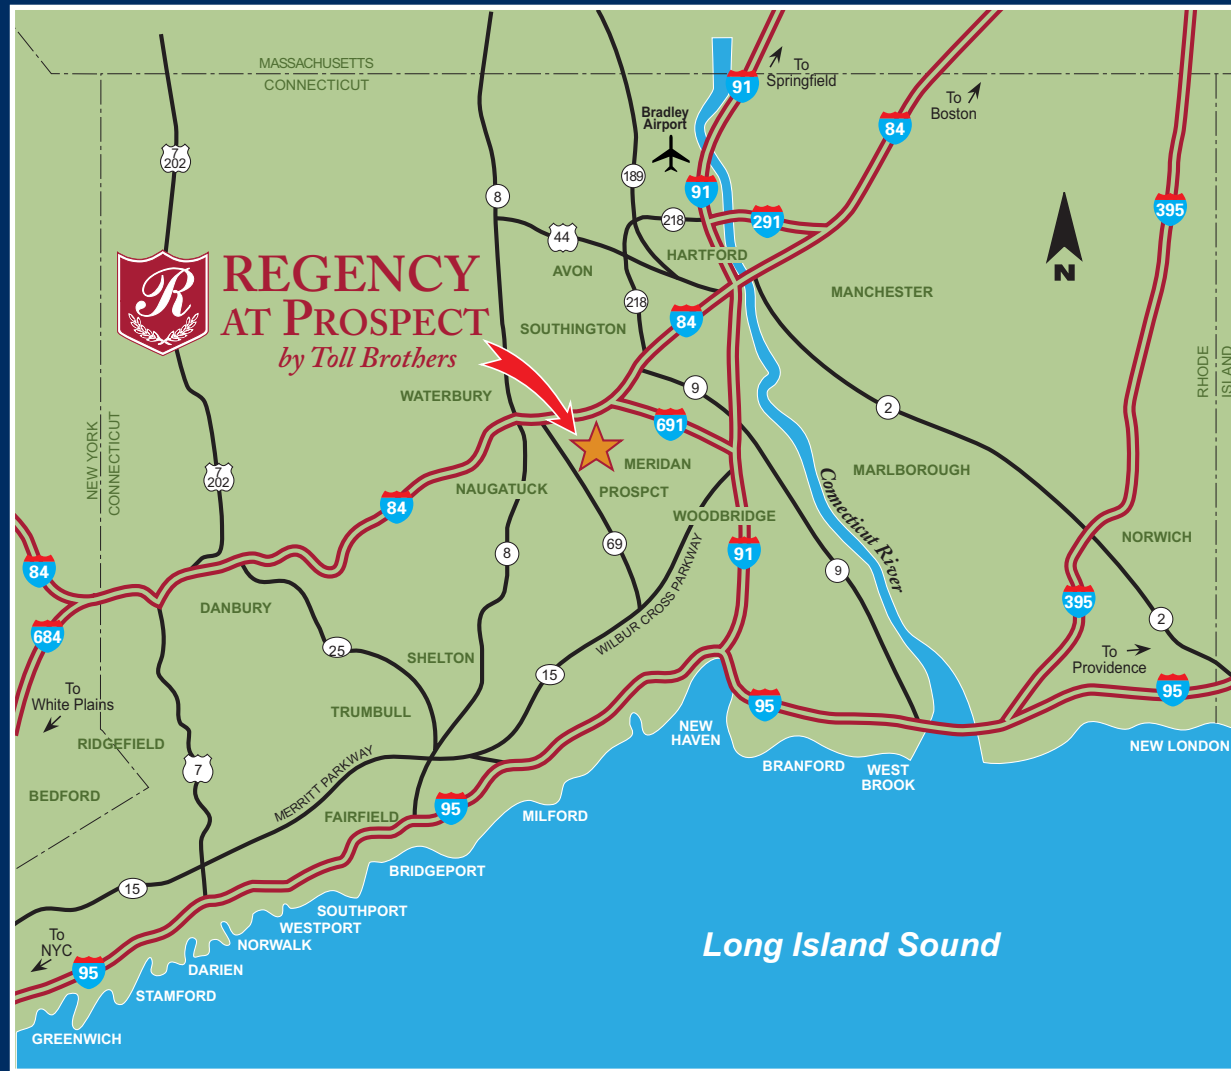 MASSACHUSETTS
CONNECTICUT
To
Springfield
91
To
Boston
84
Bradley
Airport
7
202
8
189
91
395
218
291
44
HARTFORD
AVON
N
MANCHESTER
R
REGENCY
AT PROSPECT
by Toll Brothers
218
84
SOUTHINGTON
RHODE
ISLAND
WATERBURY
9
2
691
NEW YORK
CONNECTICUT
MERIDAN
MARLBOROUGH
7
202
NAUGATUCK
PROSPCT
84
WOODBRIDGE
Connecticut River
NORWICH
8
69
91
84
9
395
DANBURY
WILBUR CROSS PARKWAY
2
684
25
SHELTON
15
To
Providence
To
White Plains
95
95
TRUMBULL
NEW
HAVEN
RIDGEFIELD
NEW LONDON
7
MERRITT PARKWAY
BRANFORD
WEST
BROOK
BEDFORD
95
FAIRFIELD
MILFORD
BRIDGEPORT
15
SOUTHPORT
WESTPORT
To
NYC
NORWALK
Long Island Sound
95
DARIEN
STAMFORD
GREENWICH